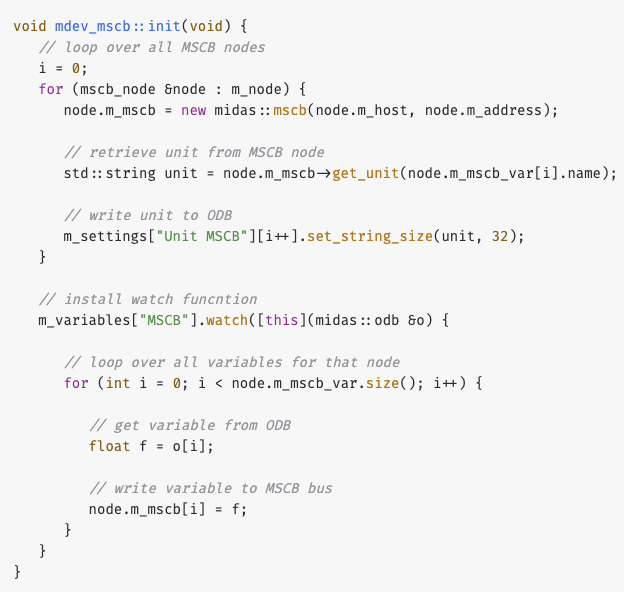 void mdev_mscb::init(void) {
   // loop over all MSCB nodes
   i = 0;
   for (mscb_node &node : m_node) {
      node.m_mscb = new midas::mscb(node.m_host, node.m_address);

      // retrieve unit from MSCB node
      std::string unit = node.m_mscb->get_unit(node.m_mscb_var[i].name);

      // write unit to ODB
      m_settings["Unit MSCB"][i++].set_string_size(unit, 32);
   }

   // install watch funcntion
   m_variables["MSCB"].watch([this](midas::odb &o) {

      // loop over all variables for that node
      for (int i = 0; i < node.m_mscb_var.size(); i++) {

         // get variable from ODB
         float f = o[i];

         // write variable to MSCB bus
         node.m_mscb[i] = f;
      }
   }
}